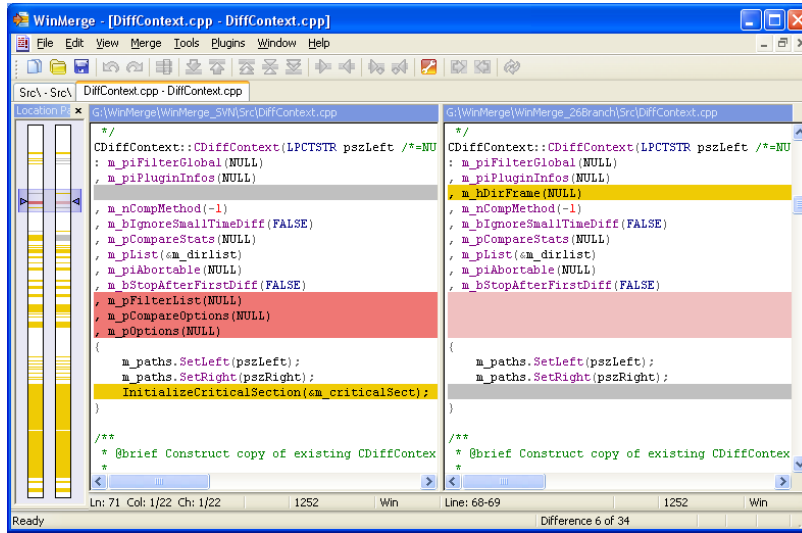 WinMerge - [DiffContext.cpp - DiffContext.cpp]
File Edit View Merge Tools Plugins Window Help
Src\ - Src\ DiffContext.cpp - DiffContext.cpp
Location Pa x
G:\WinMerge\WinMerge_SVN\Src\DiffContext.cpp
*/
CDiffContext::CDiffContext(LPCTSTR pszLeft /*=NU
: m_piFilterGlobal(NULL)
, m_piPluginInfos(NULL)
, m_nCompMethod(-1)
, m_bIgnoreSmallTimeDiff(FALSE)
, m_pCompareStats(NULL)
, m_pList(&m_dirlist)
, m_piAbortable(NULL)
, m_bStopAfterFirstDiff(FALSE)
, m_pFilterList(NULL)
, m_pCompareOptions(NULL)
, m_pOptions(NULL)
{
m_paths.SetLeft(pszLeft);
m_paths.SetRight(pszRight);
InitializeCriticalSection(&m_criticalSect);
}
/**
* @brief Construct copy of existing CDiffContex
*
G:\WinMerge\WinMerge_26Branch\Src\DiffContext.cpp
*/
CDiffContext::CDiffContext(LPCTSTR pszLeft /*=NU
: m_piFilterGlobal(NULL)
, m_piPluginInfos(NULL)
, m_hDirFrame(NULL)
, m_nCompMethod(-1)
, m_bIgnoreSmallTimeDiff(FALSE)
, m_pCompareStats(NULL)
, m_pList(&m_dirlist)
, m_piAbortable(NULL)
, m_bStopAfterFirstDiff(FALSE)
{
m_paths.SetLeft(pszLeft);
m_paths.SetRight(pszRight);
}
/**
* @brief Construct copy of existing CDiffContex
*
Ln: 71 Col: 1/22 Ch: 1/22 1252 Win
Line: 68-69 1252 Win
Ready Difference 6 of 34